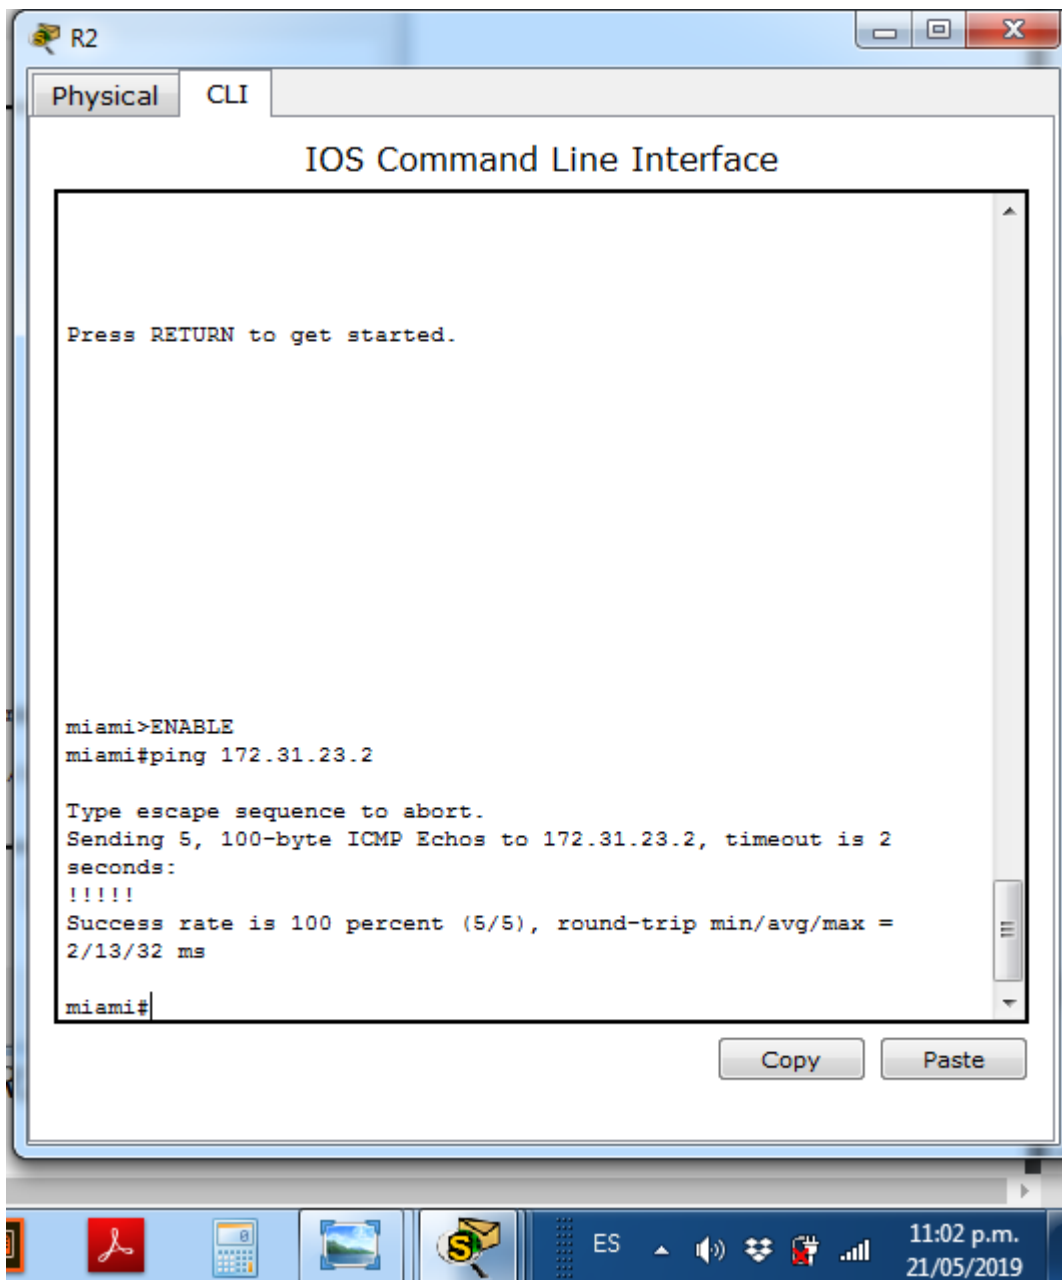 R2
Physical CLI
IOS Command Line Interface
Press RETURN to get started.
miami>ENABLE
miami#ping 172.31.23.2
Type escape sequence to abort.
Sending 5, 100-byte ICMP Echos to 172.31.23.2, timeout is 2
seconds:
!!!!!
Success rate is 100 percent (5/5), round-trip min/avg/max =
2/13/32 ms
miami#
Copy Paste
ES
11:02 p.m.
21/05/2019